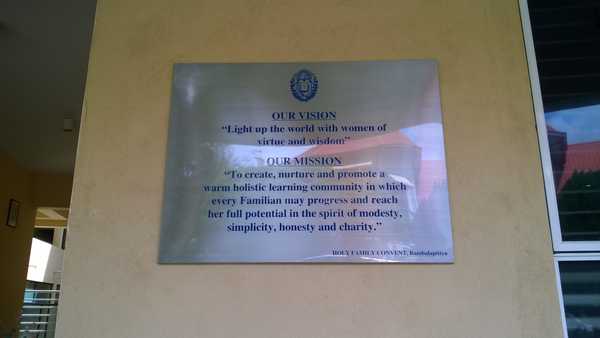 OUR VISION
"Light up the world with women of
virtue and wisdom"
OUR MISSION
"To create, nurture and promote a
warm holistic learning community in which
every Familian may progress and reach
her full potential in the spirit of modesty,
simplicity, honesty and charity."
HOLY FAMILY CONVENT, Bambalapitiya